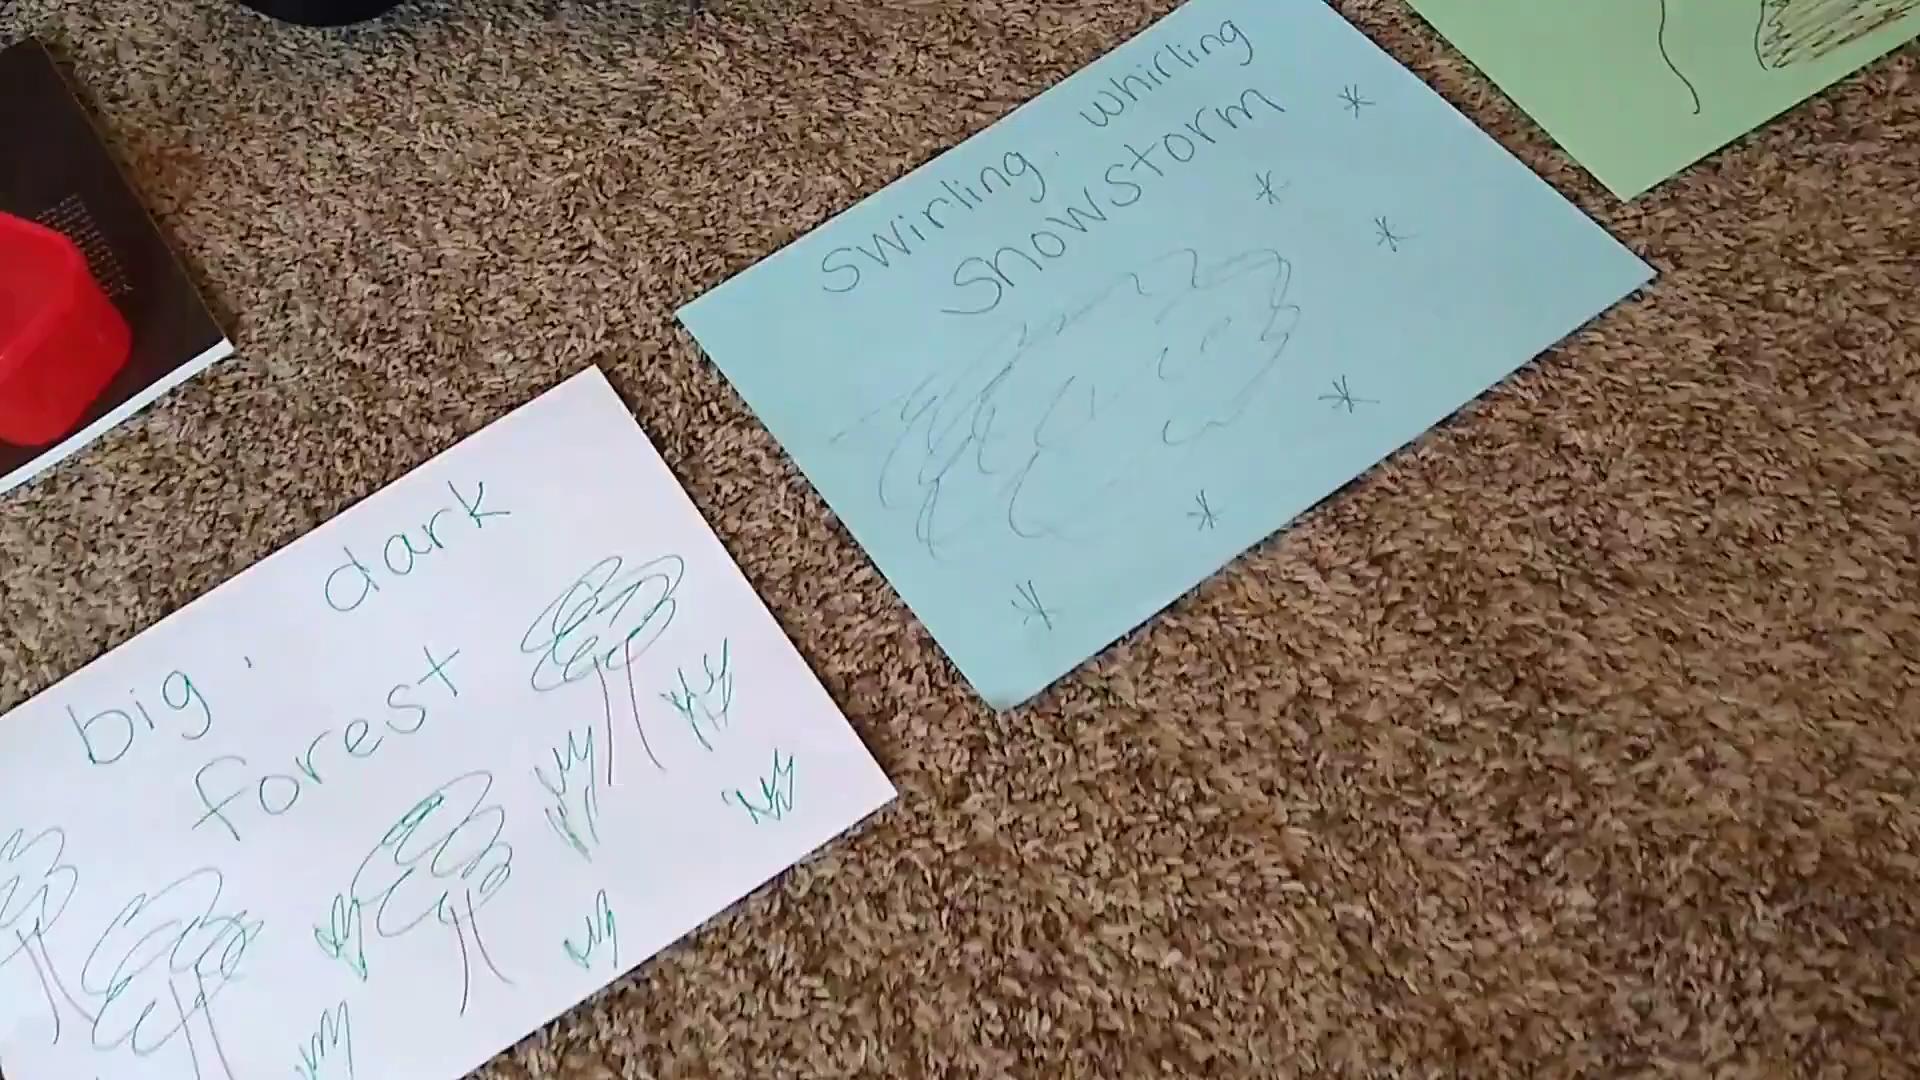 swirling. whirling
snowstorm
big, dark
forest